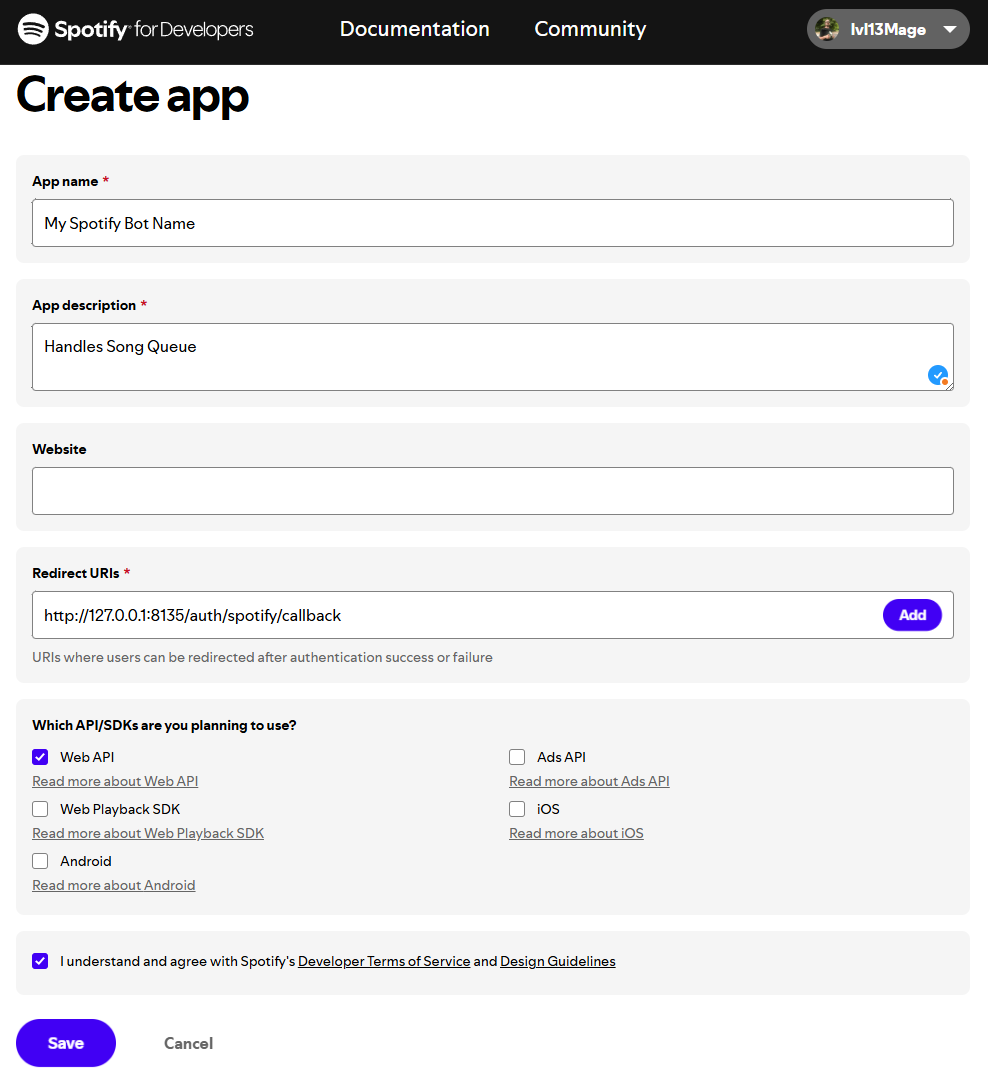 Spotify for Developers Documentation Community lvl13Mage
Create app
App name *
My Spotify Bot Name
App description *
Handles Song Queue
Website
Redirect URIs *
http://127.0.0.1:8135/auth/spotify/callback Add
URIs where users can be redirected after authentication success or failure
Which API/SDKs are you planning to use?
Web API Ads API
Read more about Web API Read more about Ads API
Web Playback SDK iOS
Read more about Web Playback SDK Read more about iOS
Android
Read more about Android
I understand and agree with Spotify's Developer Terms of Service and Design Guidelines
Save Cancel